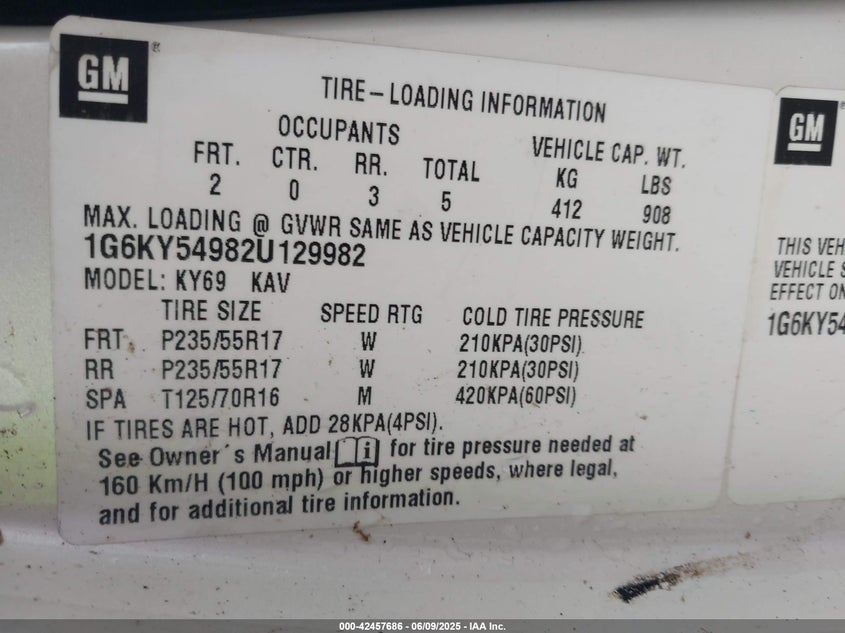 GM
TIRE-LOADING INFORMATION
OCCUPANTS VEHICLE CAP. WT.
FRT. CTR. RR. TOTAL KG LBS
2 0 3 5 412 908
MAX. LOADING @ GVWR SAME AS VEHICLE CAPACITY WEIGHT.
1G6KY54982U129982
MODEL: KY69 KAV
TIRE SIZE SPEED RTG COLD TIRE PRESSURE
FRT P235/55R17 W 210KPA(30PSI)
RR P235/55R17 W 210KPA(30PSI)
SPA T125/70R16 M 420KPA(60PSI)
IF TIRES ARE HOT, ADD 28KPA(4PSI).
See Owner's Manual i for tire pressure needed at
160 Km/H (100 mph) or higher speeds, where legal,
and for additional tire information.
GM
THIS VEH
VEHICLE S
EFFECT ON
1G6KY54
000-42457686 - 06/09/2025 - IAA Inc.